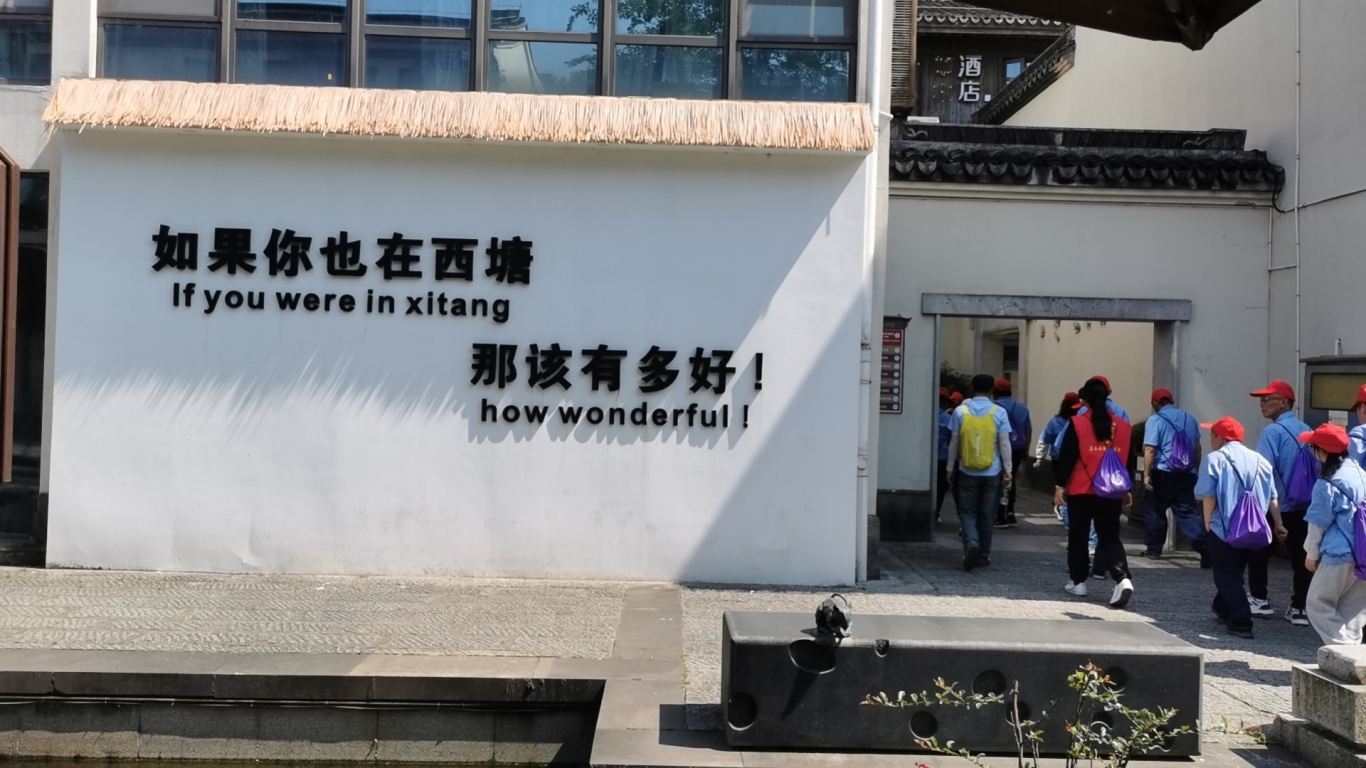 如果你也在西塘
If you were in xitang
那该有多好！
how wonderful !
酒店